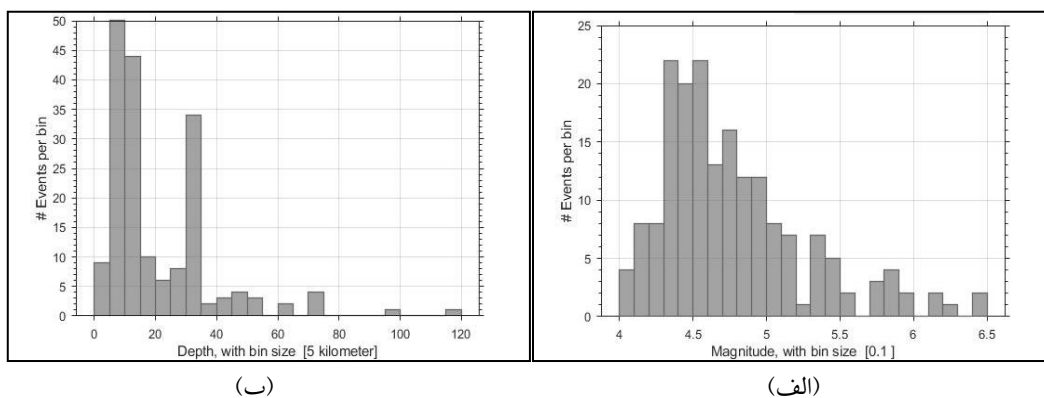 50
45
40
35
30
25
20
15
10
5
0
# Events per bin
0 20 40 60 80 100 120
Depth, with bin size [5 kilometer]
(ب)
25
20
15
10
5
0
# Events per bin
4 4.5 5 5.5 6 6.5
Magnitude, with bin size [0.1 ]
(الف)